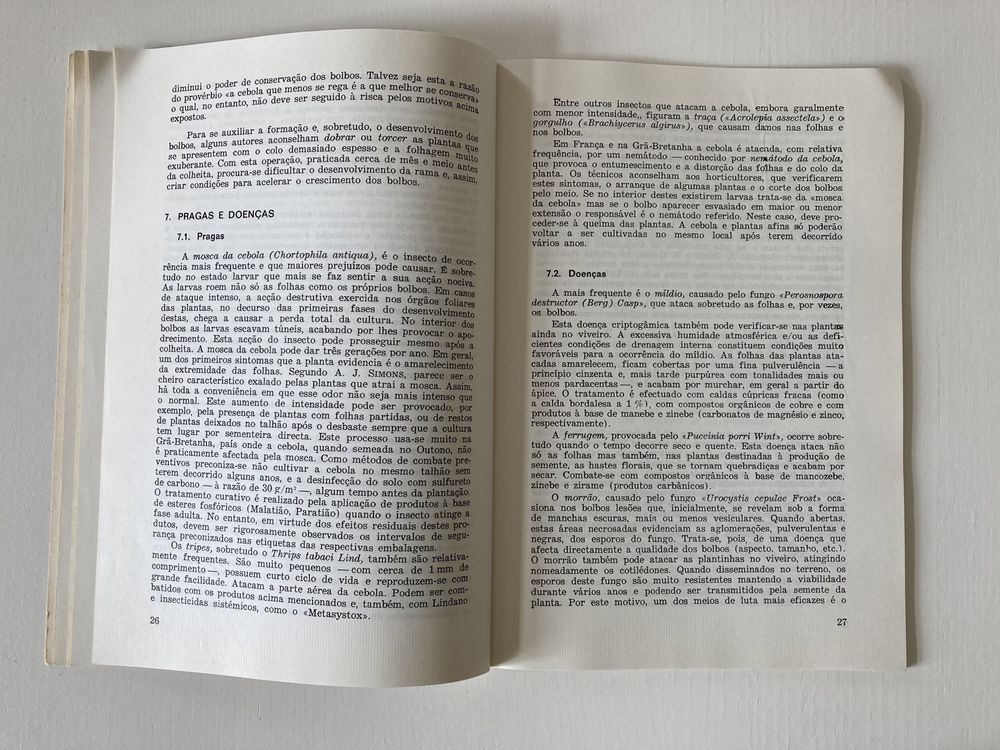 diminui o poder de conservação dos bolbos. Talvez seja esta a razão
do provérbio «a cebola que menos se rega é a que melhor se conserva»
o qual, no entanto, não deve ser seguido à risca pelos motivos acima
expostos.
Para se auxiliar a formação e, sobretudo, o desenvolvimento dos
bolbos, alguns autores aconselham dobrar ou torcer as plantas que
se apresentem com o colo demasiado espesso e a folhagem muito
exuberante. Com esta operação, praticada cerca de mês e meio antes
da colheita, procura-se dificultar o desenvolvimento da rama e, assim,
criar condições para acelerar o crescimento dos bolbos.
7. PRAGAS E DOENÇAS
7.1. Pragas
A mosca da cebola (Chortophila antiqua), é o insecto de ocor-
rência mais frequente e que maiores prejuízos pode causar. É sobre-
tudo no estado larvar que mais se faz sentir a sua acção nociva.
As larvas roem não só as folhas como os próprios bolbos. Em casos
de ataque intenso, a acção destrutiva exercida nos órgãos foliares
das plantas, no decurso das primeiras fases do desenvolvimento
destas, chega a causar a perda total da cultura. No interior dos
bolbos as larvas escavam túneis, acabando por lhes provocar o apo-
drecimento. Esta acção do insecto pode prosseguir mesmo após a
colheita. A mosca da cebola pode dar três gerações por ano. Em geral,
um dos primeiros sintomas que a planta evidencia é o amarelecimento
da extremidade das folhas. Segundo A. J. SIMONS, parece ser o
cheiro característico exalado pelas plantas que atrai a mosca. Assim,
há toda a conveniência em que esse odor não seja mais intenso que
o normal. Este aumento de intensidade pode ser provocado, por
exemplo, pela presença de plantas com folhas partidas, ou de restos
de plantas deixados no talhão após o desbaste sempre que a cultura
tem lugar por sementeira directa. Este processo usa-se muito na
Grã-Bretanha, país onde a cebola, quando semeada no Outono, não
é praticamente afectada pela mosca. Como métodos de combate pre-
ventivos preconiza-se não cultivar a cebola no mesmo talhão sem
terem decorrido alguns anos, e a desinfecção do solo com sulfureto
de carbono — à razão de 30 g/m² —, algum tempo antes da plantação.
O tratamento curativo é realizado pela aplicação de produtos à base
de esteres fosfóricos (Malatião, Paratião) quando o insecto atinge a
fase adulta. No entanto, em virtude dos efeitos residuais destes pro-
dutos, devem ser rigorosamente observados os intervalos de segu-
rança preconizados nas etiquetas das respectivas embalagens.
Os tripes, sobretudo o Thrips tabaci Lind, também são relativa-
mente frequentes. São muito pequenos — com cerca de 1 mm de
comprimento —, possuem curto ciclo de vida e reproduzem-se com
grande facilidade. Atacam a parte aérea da cebola. Podem ser com-
batidos com os produtos acima mencionados e, também, com Lindano
e insecticidas sistémicos, como o «Metasystox».
26
Entre outros insectos que atacam a cebola, embora geralmente
com menor intensidade,, figuram a traça («Acrolepia assectela») e o
gorgulho («Brachiycerus algirus»), que causam danos nas folhas e
nos bolbos.
Em França e na Grã-Bretanha a cebola é atacada, com relativa
frequência, por um nemátodo — conhecido por nemátodo da cebola,
que provoca o entumescimento e a distorção das folhas e do colo da
planta. Os técnicos aconselham aos horticultores, que verificarem
estes sintomas, o arranque de algumas plantas e o corte dos bolbos
pelo meio. Se no interior destes existirem larvas trata-se da «mosca
da cebola» mas se o bolbo aparecer esvasiado em maior ou menor
extensão o responsável é o nemátodo referido. Neste caso, deve proce-
der-se à queima das plantas. A cebola e plantas afins só poderão
voltar a ser cultivadas no mesmo local após terem decorrido
vários anos.
7.2. Doenças
A mais frequente é o míldio, causado pelo fungo «Perosnospora
destructor (Berg) Casp», que ataca sobretudo as folhas e, por vezes,
os bolbos.
Esta doença criptogâmica também pode verificar-se nas plantas
ainda no viveiro. A excessiva humidade atmosférica e/ou as defi-
cientes condições de drenagem interna constituem condições muito
favoráveis para a ocorrência do míldio. As folhas das plantas ata-
cadas amarelecem, ficam cobertas por uma fina pulverulência — a
princípio cinzenta e, mais tarde purpúrea com tonalidades mais ou
menos pardacentas —, e acabam por murchar, em geral a partir do
ápice. O tratamento é efectuado com caldas cúpricas fracas (como
a calda bordalesa a 1 %), com compostos orgânicos de cobre e com
produtos à base de manebe e zinebe (carbonatos de magnésio e zinco,
respectivamente).
A ferrugem, provocada pelo «Puccinia porri Wint», ocorre sobre-
tudo quando o tempo decorre seco e quente. Esta doença ataca não
só as folhas mas também, nas plantas destinadas à produção de
semente, as hastes florais, que se tornam quebradiças e acabam por
secar. Combate-se com compostos orgânicos à base de mancozebe,
zinebe e zirame (produtos carbânicos).
O morrão, causado pelo fungo «Urocystis cepulae Frost» oca-
siona nos bolbos lesões que, inicialmente, se revelam sob a forma
de manchas escuras, mais ou menos vesiculares. Quando abertas,
estas áreas necrosadas evidenciam as aglomerações, pulverulentas e
negras, dos esporos do fungo. Trata-se, pois, de uma doença que
afecta directamente a qualidade dos bolbos (aspecto, tamanho, etc.).
O morrão também pode atacar as plantinhas no viveiro, atingindo
nomeadamente os cotilédones. Quando disseminados no terreno, os
esporos deste fungo são muito resistentes mantendo a viabilidade
durante vários anos e podendo ser transmitidos pela semente da
planta. Por este motivo, um dos meios de luta mais eficazes é o
27